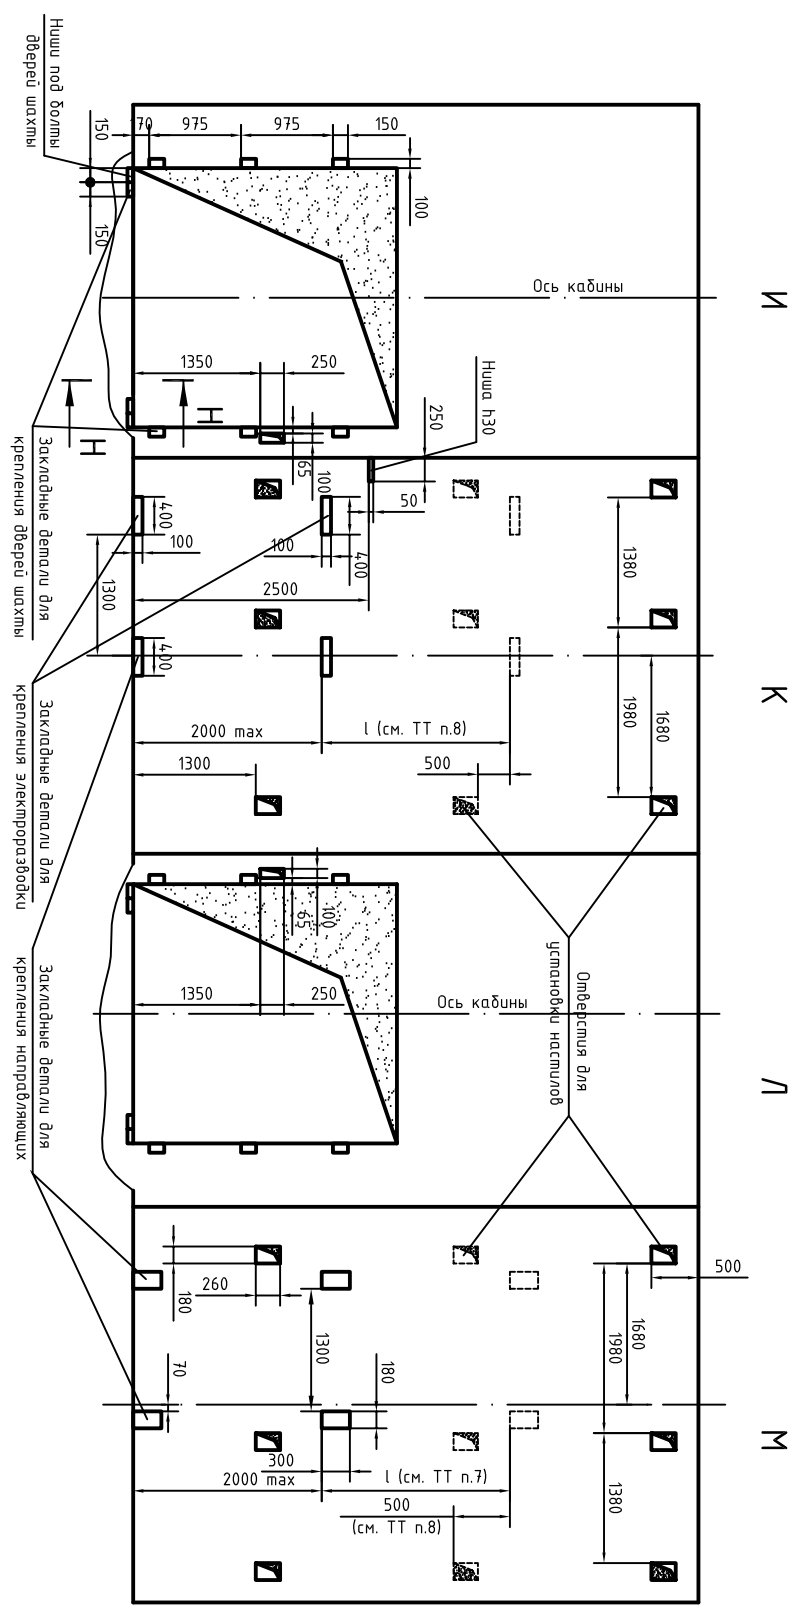 И
Ниши под болты
дверей шахты
150
150
170
975
975
150
100
Ось кабины
1350
250
Н
Н
65
100
Ниша h30
250
50
К
Закладные детали для
крепления дверей шахты
400
100
1300
400
100
400
2500
1380
1980
1680
2000 max
l (см. ТТ п.8)
1300
500
Закладные детали для
крепления электроразводки
Л
100
65
1350
250
Ось кабины
Отверстия для
установки настилов
Закладные детали для
крепления направляющих
М
500
260
180
1300
1680
1980
70
180
300
2000 max
l (см. ТТ п.7)
500
(см. ТТ п.8)
1380